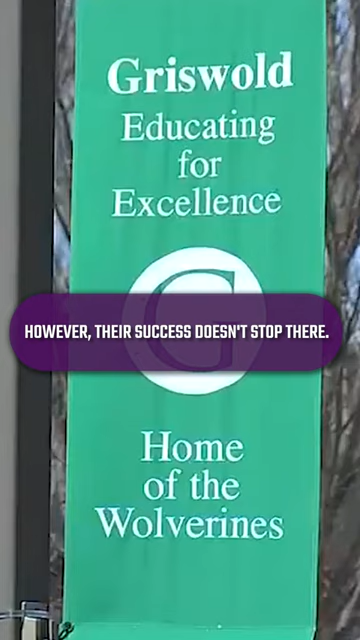 Griswold
Educating
for
Excellence
G
HOWEVER, THEIR SUCCESS DOESN'T STOP THERE.
Home
of the
Wolverines